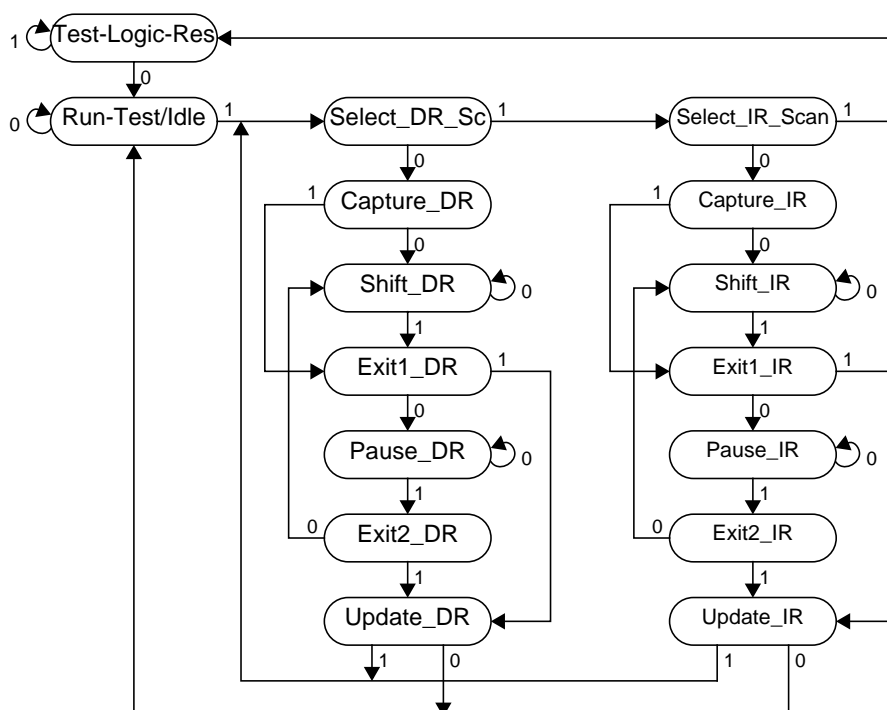 Test-Logic-Res
1
0
Run-Test/Idle
1
Select_DR_Sc
1
Select_IR_Scan
1
0
0
0
1
Capture_DR
1
Capture_IR
0
0
Shift_DR
0
Shift_IR
0
1
1
Exit1_DR
1
Exit1_IR
1
0
0
Pause_DR
0
Pause_IR
0
1
1
0
Exit2_DR
0
Exit2_IR
1
1
Update_DR
Update_IR
1
0
1
0